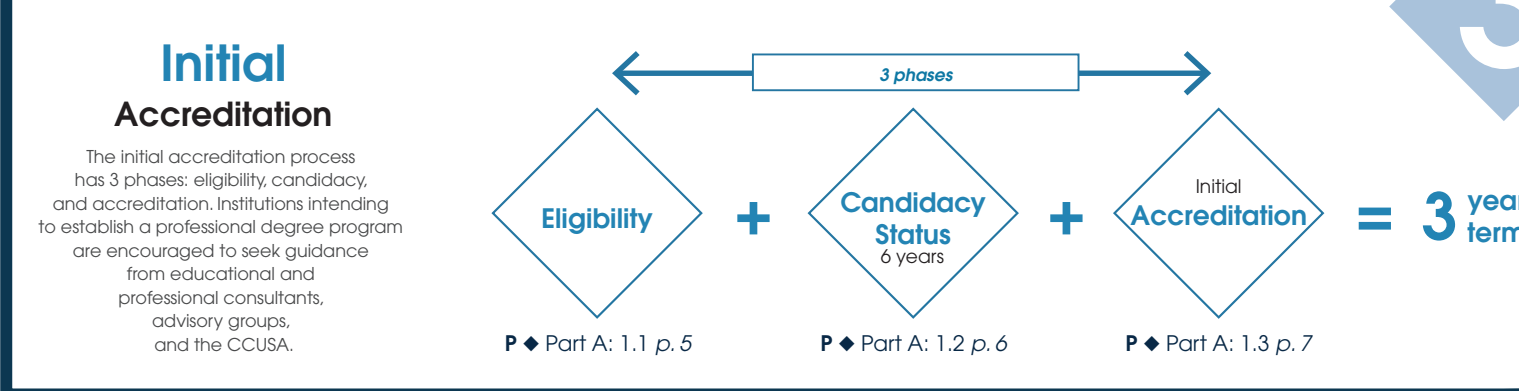 Initial
Accreditation
The initial accreditation process
has 3 phases: eligibility, candidacy,
and accreditation. Institutions intending
to establish a professional degree program
are encouraged to seek guidance
from educational and
professional consultants,
advisory groups,
and the CCUSA.
3 phases
Eligibility
+
Candidacy
Status
6 years
+
Initial
Accreditation
=
3
P ◆ Part A: 1.1 p. 5
P ◆ Part A: 1.2 p. 6
P ◆ Part A: 1.3 p. 7